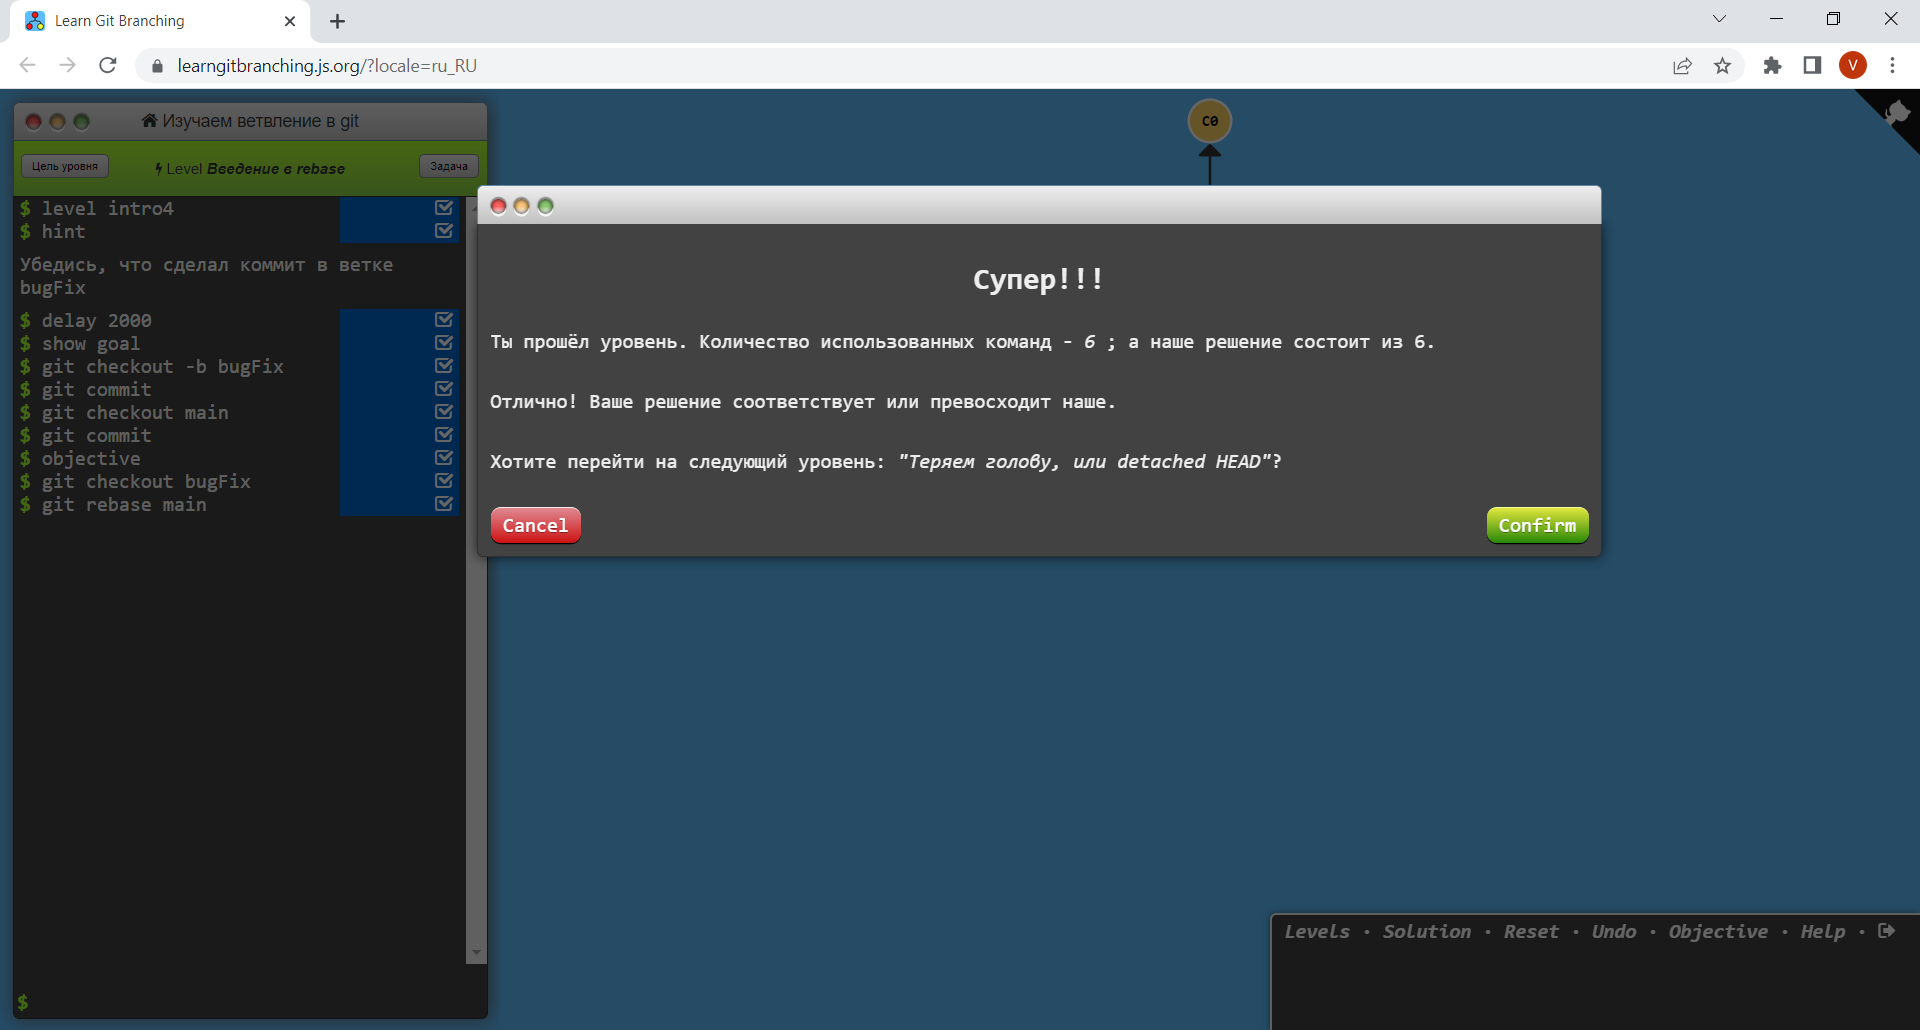 Learn Git Branching
learngitbranching.js.org/?locale=ru_RU
V
Изучаем ветвление в git
Цель уровня
Level Введение в rebase
Задача
$ level intro4
$ hint
Убедись, что сделал коммит в ветке
bugFix
$ delay 2000
$ show goal
$ git checkout -b bugFix
$ git commit
$ git checkout main
$ git commit
$ objective
$ git checkout bugFix
$ git rebase main
$
C0
Супер!!!
Ты прошёл уровень. Количество использованных команд - 6 ; а наше решение состоит из 6.
Отлично! Ваше решение соответствует или превосходит наше.
Хотите перейти на следующий уровень: "Теряем голову, или detached HEAD"?
Cancel
Confirm
Levels · Solution · Reset · Undo · Objective · Help ·